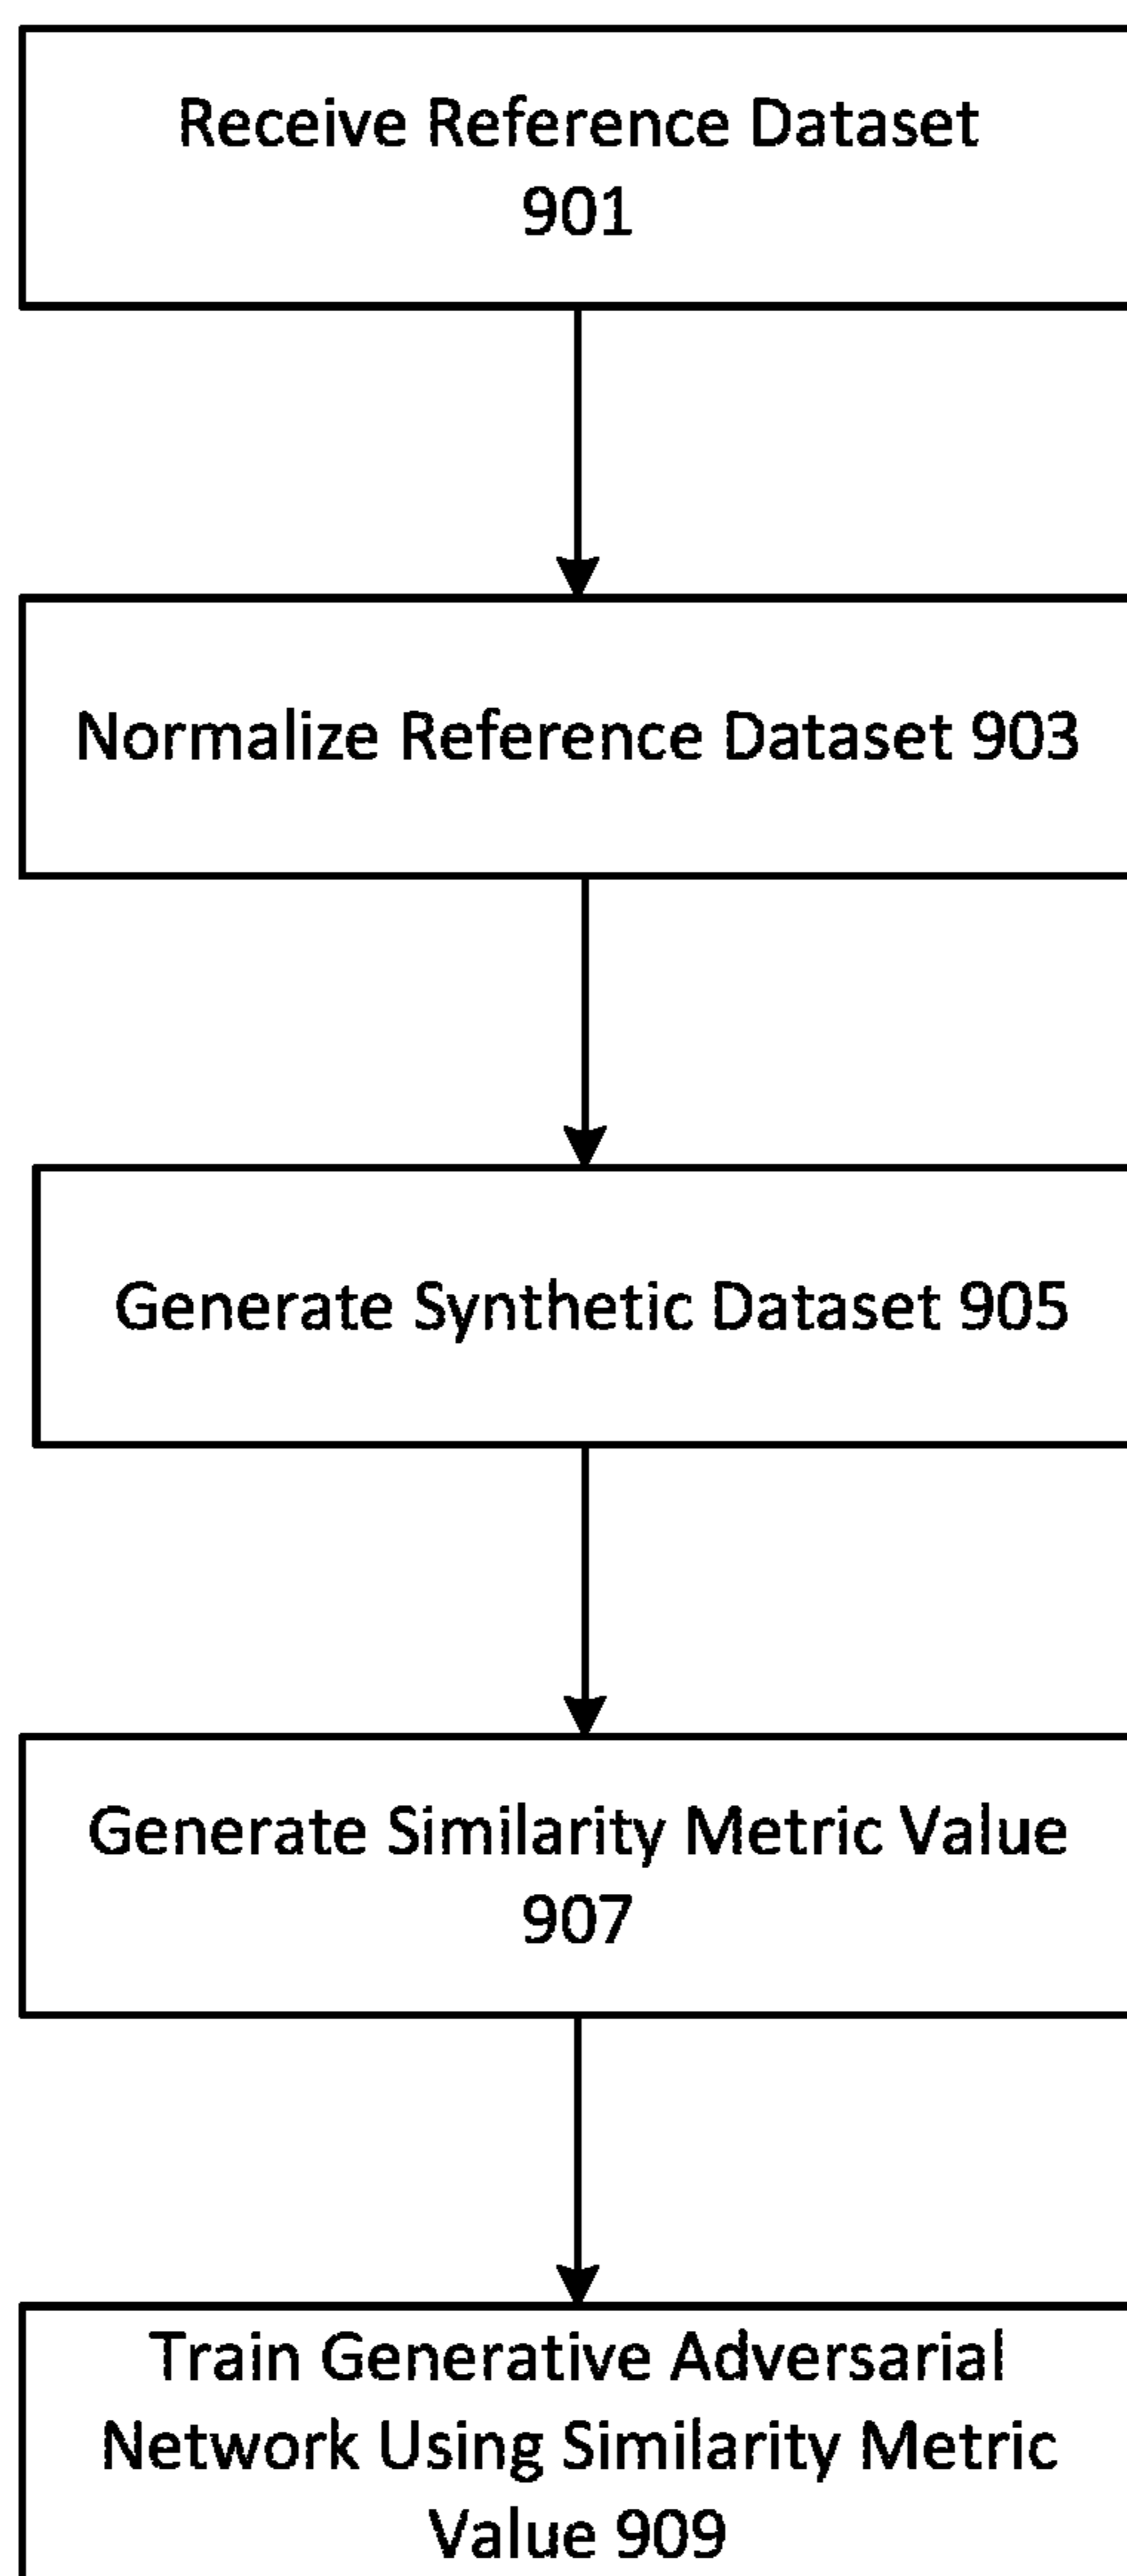 Receive Reference Dataset
901
Normalize Reference Dataset 903
Generate Synthetic Dataset 905
Generate Similarity Metric Value
907
Train Generative Adversarial
Network Using Similarity Metric
Value 909